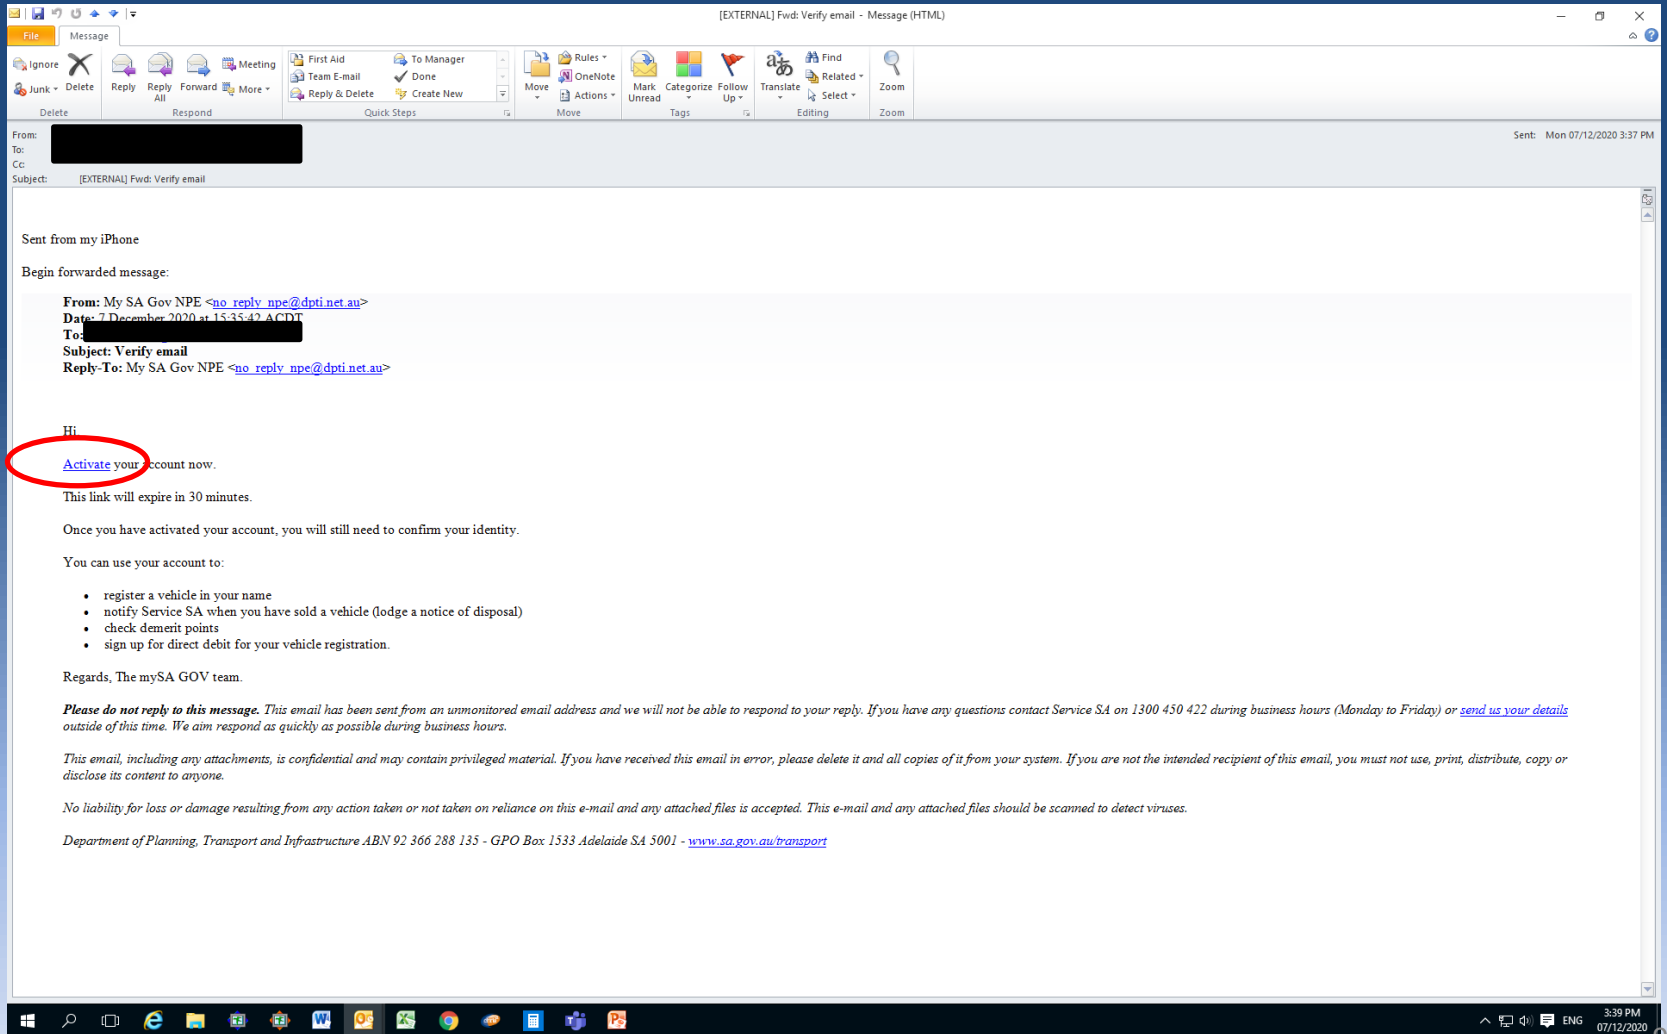 [EXTERNAL] Fwd: Verify email - Message (HTML)
File Message
Ignore
Junk
Delete
Reply
Reply All
Forward
Meeting
More
First Aid
Team E-mail
Reply & Delete
To Manager
Done
Create New
Move
Rules
OneNote
Actions
Mark Unread
Categorize
Follow Up
Translate
Find
Related
Select
Zoom
Delete Respond Quick Steps Move Tags Editing Zoom
From:
Sent: Mon 07/12/2020 3:37 PM
To:
Cc:
Subject: [EXTERNAL] Fwd: Verify email
Sent from my iPhone
Begin forwarded message:
From: My SA Gov NPE <no_reply_npe@dpti.net.au>
Date: 7 December 2020 at 15:35:42 ACDT
To:
Subject: Verify email
Reply-To: My SA Gov NPE <no_reply_npe@dpti.net.au>
Hi
Activate your account now.
This link will expire in 30 minutes.
Once you have activated your account, you will still need to confirm your identity.
You can use your account to:
• register a vehicle in your name
• notify Service SA when you have sold a vehicle (lodge a notice of disposal)
• check demerit points
• sign up for direct debit for your vehicle registration.
Regards, The mySA GOV team.
Please do not reply to this message. This email has been sent from an unmonitored email address and we will not be able to respond to your reply. If you have any questions contact Service SA on 1300 450 422 during business hours (Monday to Friday) or send us your details
outside of this time. We aim respond as quickly as possible during business hours.
This email, including any attachments, is confidential and may contain privileged material. If you have received this email in error, please delete it and all copies of it from your system. If you are not the intended recipient of this email, you must not use, print, distribute, copy or
disclose its content to anyone.
No liability for loss or damage resulting from any action taken or not taken on reliance on this e-mail and any attached files is accepted. This e-mail and any attached files should be scanned to detect viruses.
Department of Planning, Transport and Infrastructure ABN 92 366 288 135 - GPO Box 1533 Adelaide SA 5001 - www.sa.gov.au/transport
ENG
3:39 PM
07/12/2020